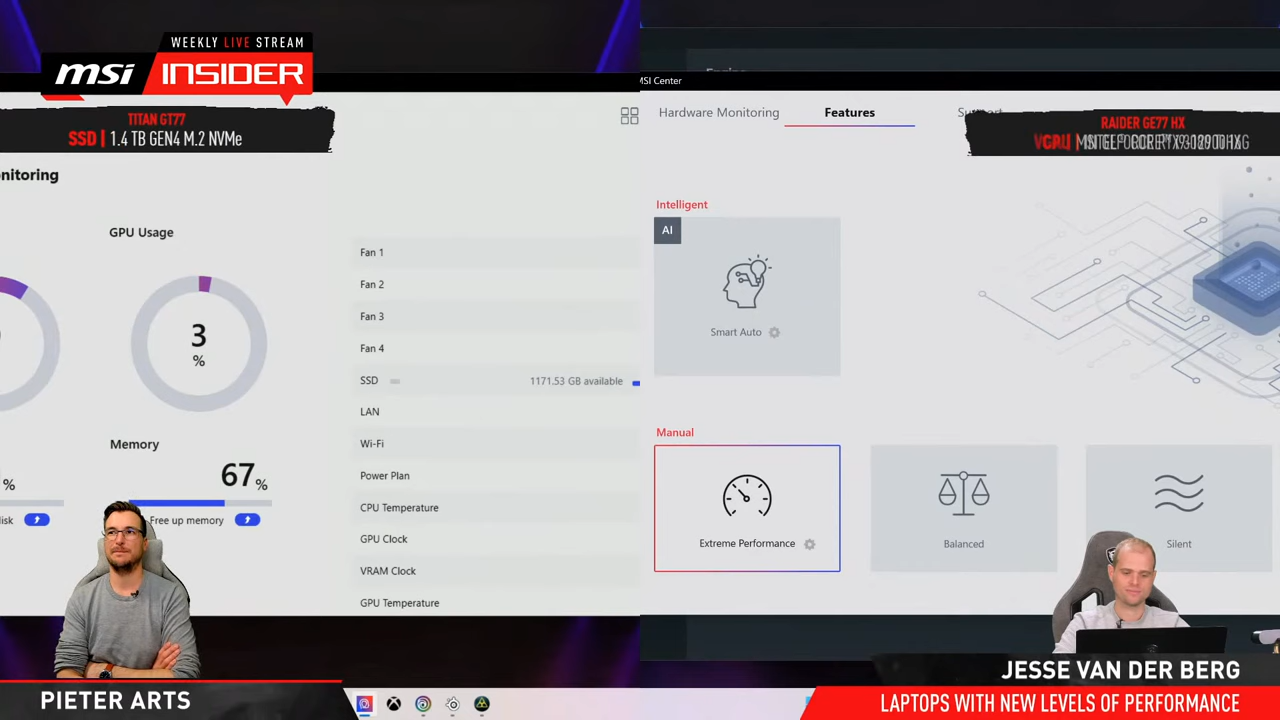 WEEKLY LIVE STREAM
msi INSIDER
TITAN GT77
SSD | 1.4 TB GEN4 M.2 NVMe
onitoring
GPU Usage
3
%
Memory
%
67%
isk
Free up memory
Fan 1
Fan 2
Fan 3
Fan 4
SSD
1171.53 GB available
LAN
Wi-Fi
Power Plan
CPU Temperature
GPU Clock
VRAM Clock
GPU Temperature
PIETER ARTS
MSI Center
Hardware Monitoring
Features
RAIDER GE77 HX
Intelligent
AI
Smart Auto
Manual
Extreme Performance
Balanced
Silent
JESSE VAN DER BERG
LAPTOPS WITH NEW LEVELS OF PERFORMANCE